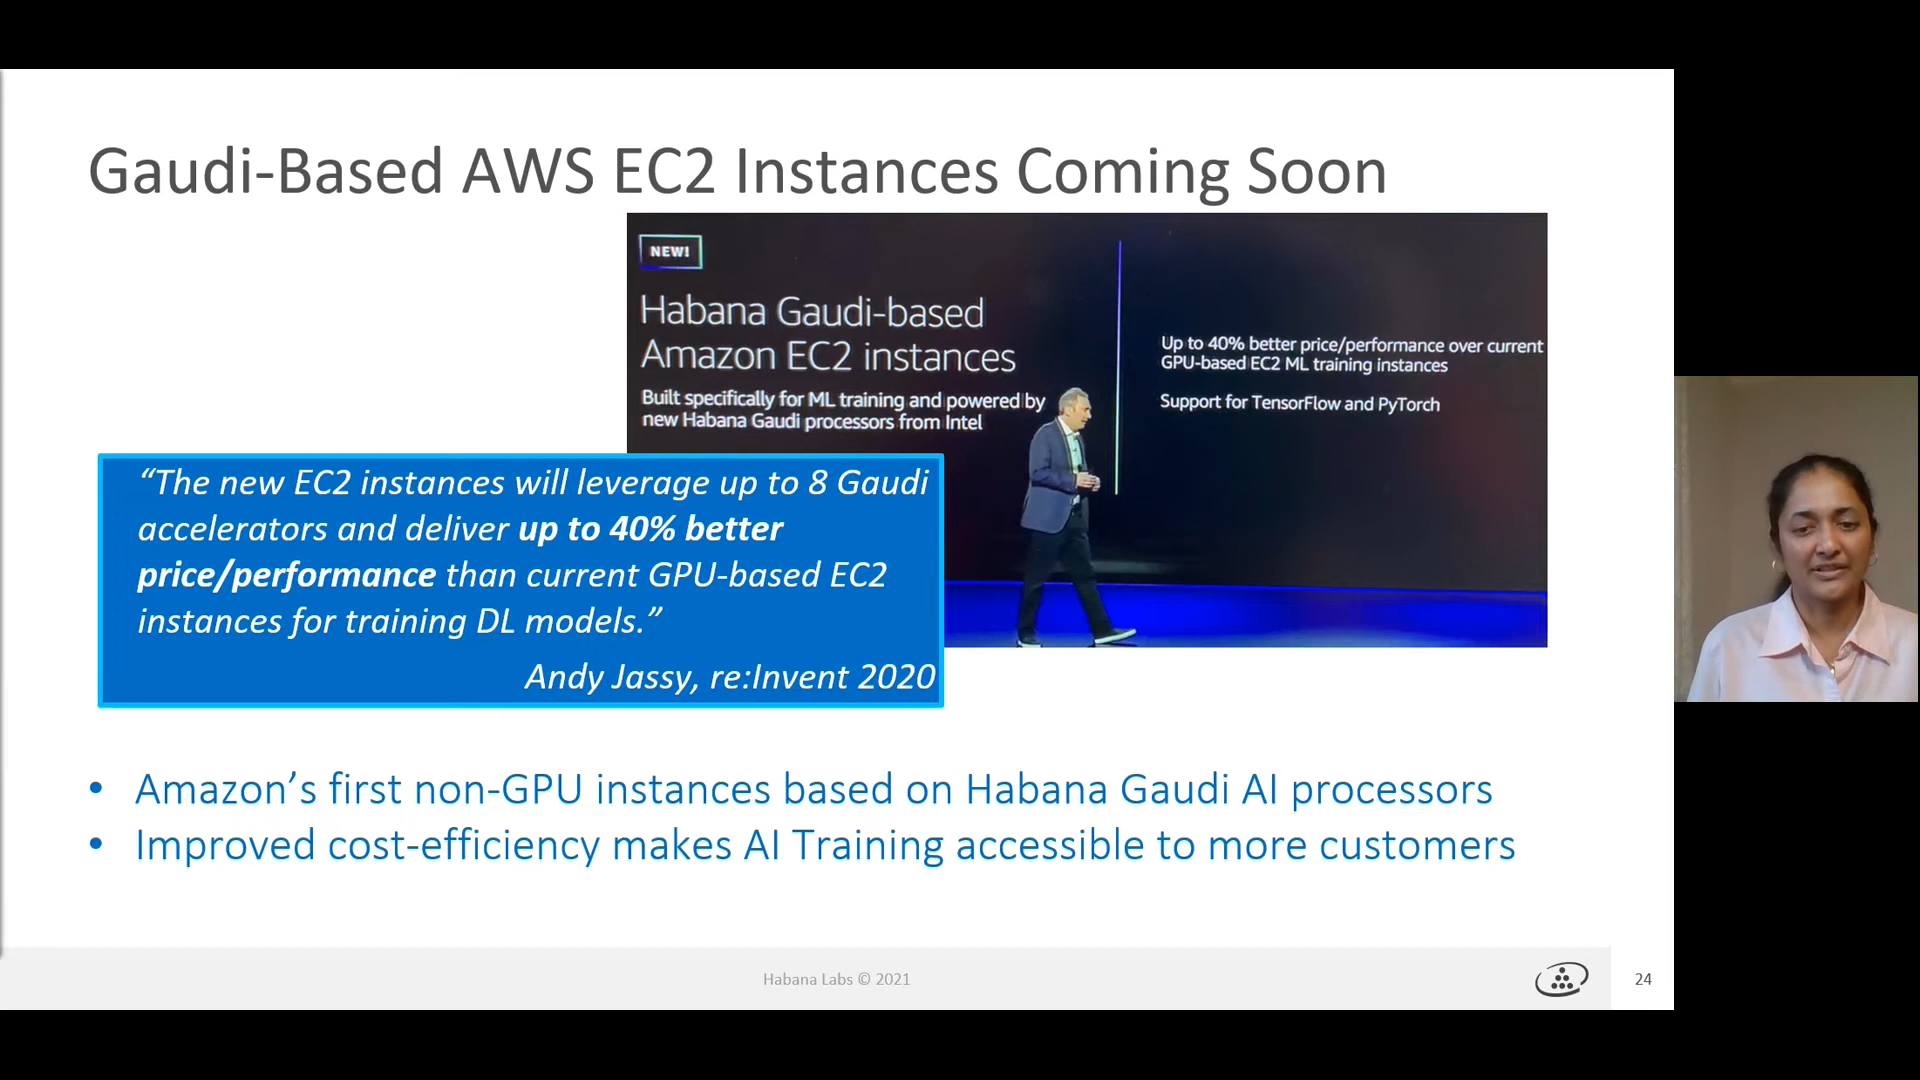 Gaudi-Based AWS EC2 Instances Coming Soon
NEW!
Habana Gaudi-based
Amazon EC2 instances
Built specifically for ML training and powered by
new Habana Gaudi processors from Intel
Up to 40% better price/performance over current
GPU-based EC2 ML training instances
Support for TensorFlow and PyTorch
“The new EC2 instances will leverage up to 8 Gaudi
accelerators and deliver up to 40% better
price/performance than current GPU-based EC2
instances for training DL models.”
Andy Jassy, re:Invent 2020
• Amazon’s first non-GPU instances based on Habana Gaudi AI processors
• Improved cost-efficiency makes AI Training accessible to more customers
Habana Labs © 2021
24